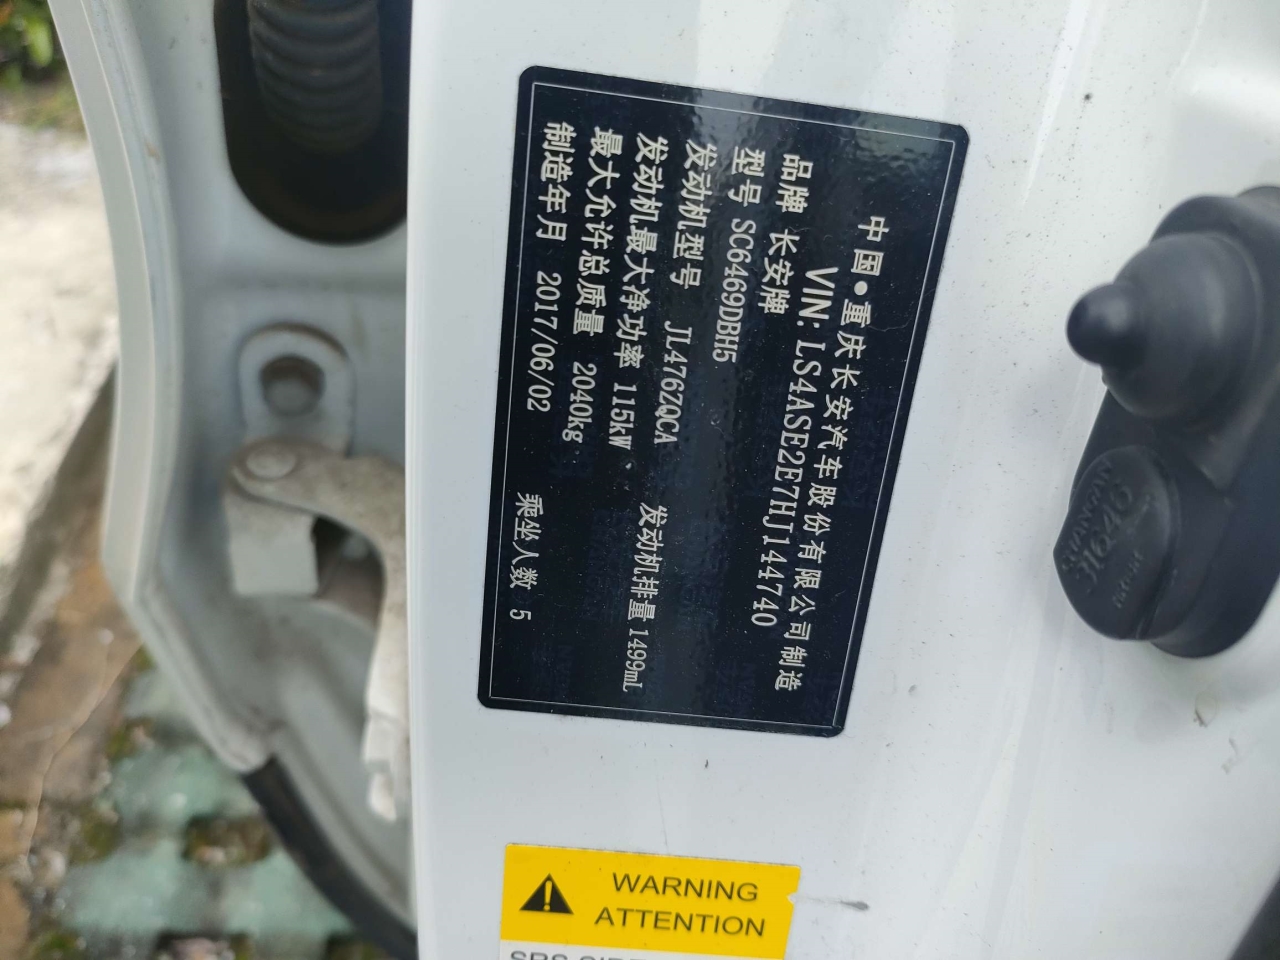 中国•重庆长安汽车股份有限公司制造
VIN: LS4ASE2E7HJ144740
品牌 长安牌
型号 SC6469DBH5
发动机型号 JL476ZQCA
发动机最大净功率 115kW、 发动机排量 1499mL
最大允许总质量 2040kg
制造年月 2017/06/02 乘坐人数 5
WARNING
ATTENTION